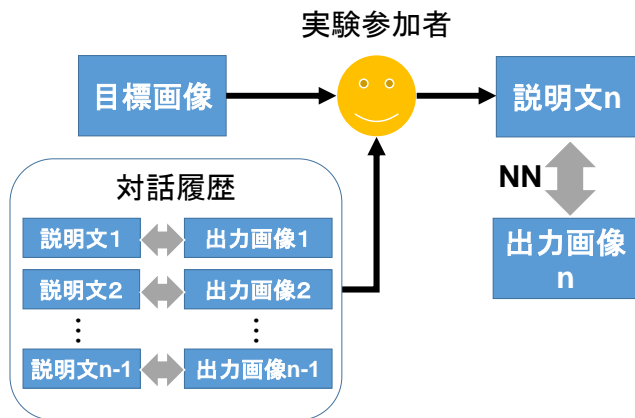 実験参加者
目標画像
説明文n
NN
出力画像
n
対話履歴
説明文1
出力画像1
説明文2
出力画像2
⋮
⋮
説明文n-1
出力画像n-1